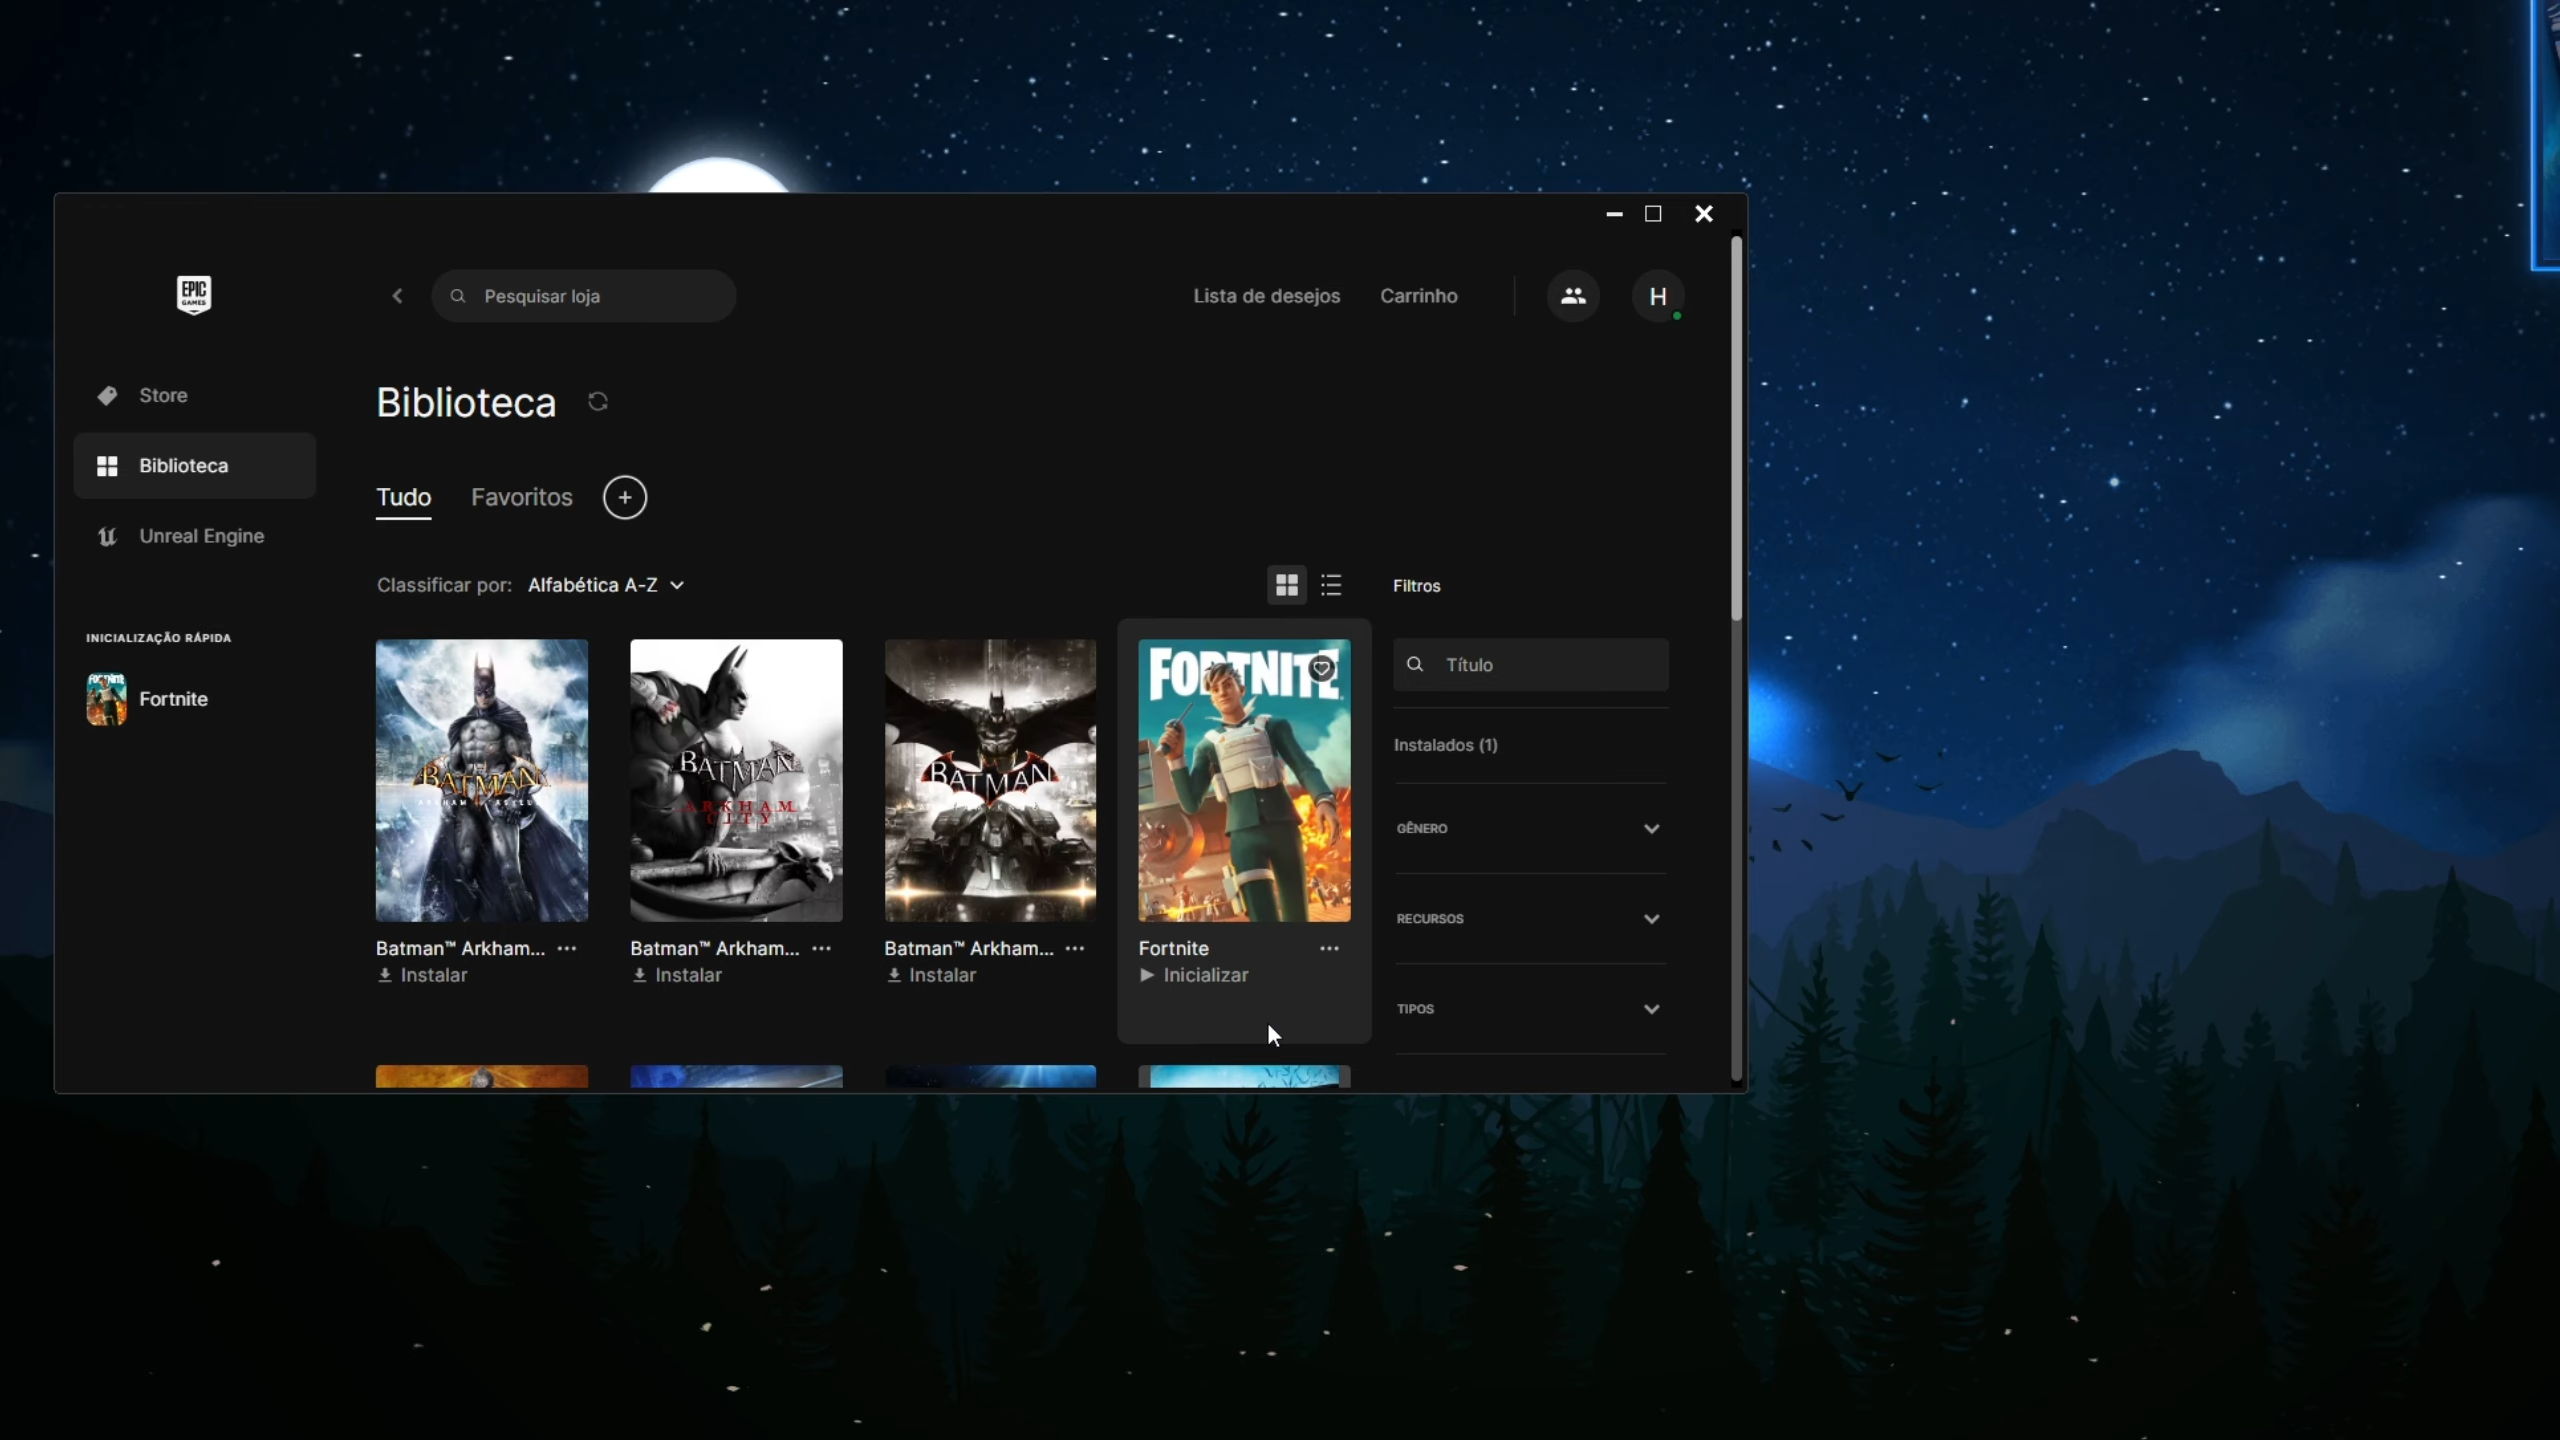 EPIC
GAMES
Pesquisar loja
Lista de desejos
Carrinho
H
Store
Biblioteca
Unreal Engine
INICIALIZAÇÃO RÁPIDA
Fortnite
Biblioteca
Tudo
Favoritos
Classificar por: Alfabética A-Z
Filtros
Título
Instalados (1)
GÊNERO
RECURSOS
TIPOS
BATMAN
ARKHAM ASYLUM
BATMAN
ARKHAM
CITY
BATMAN
FORTNITE
Batman™ Arkham...
Instalar
Batman™ Arkham...
Instalar
Batman™ Arkham...
Instalar
Fortnite
Inicializar